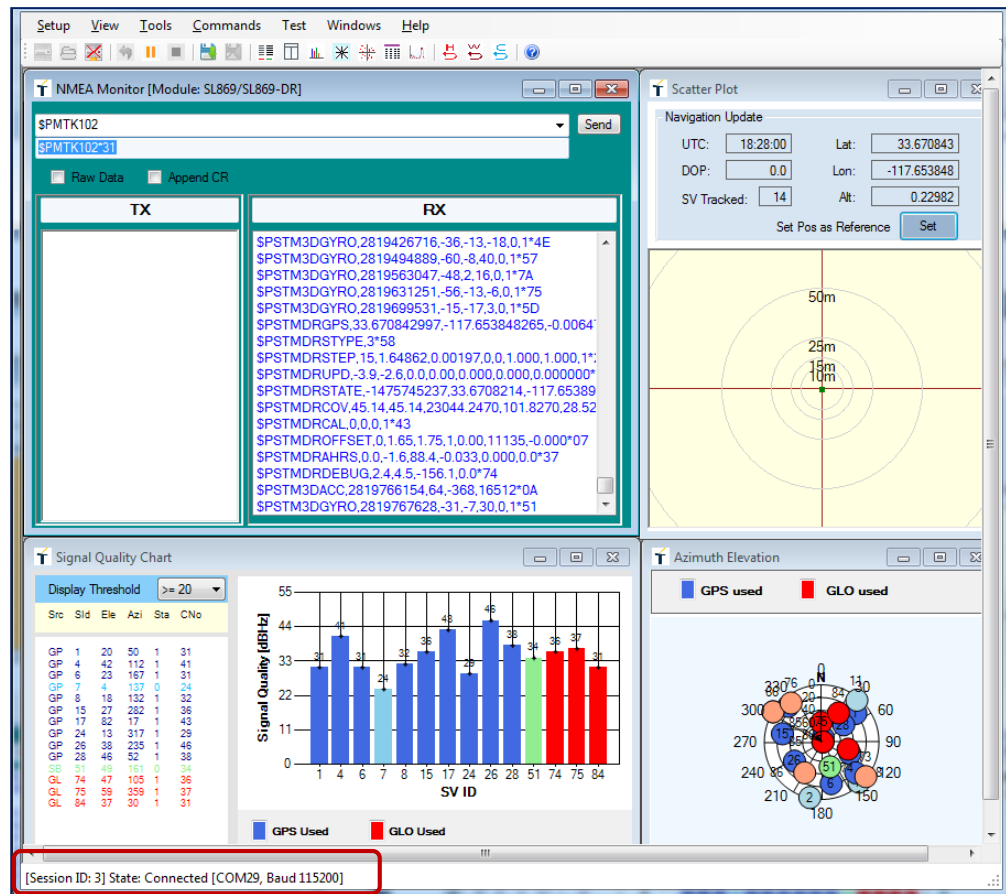 Setup View Tools Commands Test Windows Help
NMEA Monitor [Module: SL869/SL869-DR]
$PMTK102
Send
$PMTK102*31
Raw Data Append CR
TX
RX
$PSTM3DGYRO,2819426716,-36,-13,-18,0,1*4E
$PSTM3DGYRO,2819494889,-60,-8,40,0,1*57
$PSTM3DGYRO,2819563047,-48,2,16,0,1*7A
$PSTM3DGYRO,2819631251,-56,-13,-6,0,1*75
$PSTM3DGYRO,2819699531,-15,-17,3,0,1*5D
$PSTMDRGPS,33.670842997,-117.653848265,-0.0064
$PSTMDRSTYPE,3*58
$PSTMDRSTEP,15,1.64862,0.00197,0,0,1.000,1.000,1*
$PSTMDRUPD,-3.9,-2.6,0.0,0.00,0.000,0.000,0.000000*
$PSTMDRSTATE,-1475745237,33.6708214,-117.65389
$PSTMDRCOV,45.14,45.14,23044.2470,101.8270,28.52
$PSTMDRCAL,0,0,0,1*43
$PSTMDROFFSET,0,1.65,1.75,1,0.00,11135,-0.000*07
$PSTMDRAHRS,0.0,-1.6,88.4,-0.033,0.000,0.0*37
$PSTMDRDEBUG,2.4,4.5,-156.1,0.0*74
$PSTM3DACC,2819766154,64,-368,16512*0A
$PSTM3DGYRO,2819767628,-31,-7,30,0,1*51
Scatter Plot
Navigation Update
UTC: 18:28:00 Lat: 33.670843
DOP: 0.0 Lon: -117.653848
SV Tracked: 14 Alt: 0.22982
Set Pos as Reference Set
50m
25m
15m
10m
Signal Quality Chart
Display Threshold >= 20
Src SId Ele Azi Sta CNo
GP 1 20 50 1 31
GP 4 42 112 1 41
GP 6 23 167 1 31
GP 7 4 137 0 24
GP 8 18 132 1 32
GP 15 27 282 1 36
GP 17 82 17 1 43
GP 24 13 317 1 29
GP 26 38 235 1 46
GP 28 46 52 1 38
SB 51 49 161 0 34
GL 74 47 105 1 36
GL 75 59 359 1 37
GL 84 37 30 1 31
Signal Quality [dBHz]
55
44
33
22
11
0
31 41 31 24 32 36 43 29 46 38 34 36 37 31
1 4 6 7 8 15 17 24 26 28 51 74 75 84
SV ID
GPS Used GLO Used
Azimuth Elevation
GPS used GLO used
N
0
330
30
300
60
270
90
240
120
210
150
180
76
11
84
28
15
26
51
6
2
86
[Session ID: 3] State: Connected [COM29, Baud 115200]